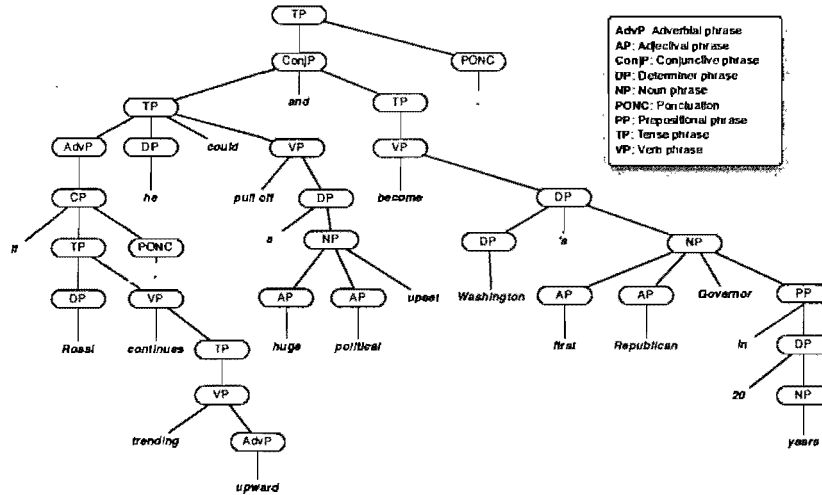 TP
ConjP PONC
TP and TP .
AdvP DP could VP VP
CP he pull off DP become DP
If TP PONC a NP DP 's NP
DP VP , AP AP upset Washington AP AP Governor PP
Rossi continues TP huge political first Republican in DP
VP 20 NP
trending AdvP years
upward
AdvP Adverbial phrase
AP: Adjectival phrase
ConjP: Conjunctive phrase
DP: Determiner phrase
NP: Noun phrase
PONC: Ponctuation
PP: Prepositional phrase
TP: Tense phrase
VP: Verb phrase